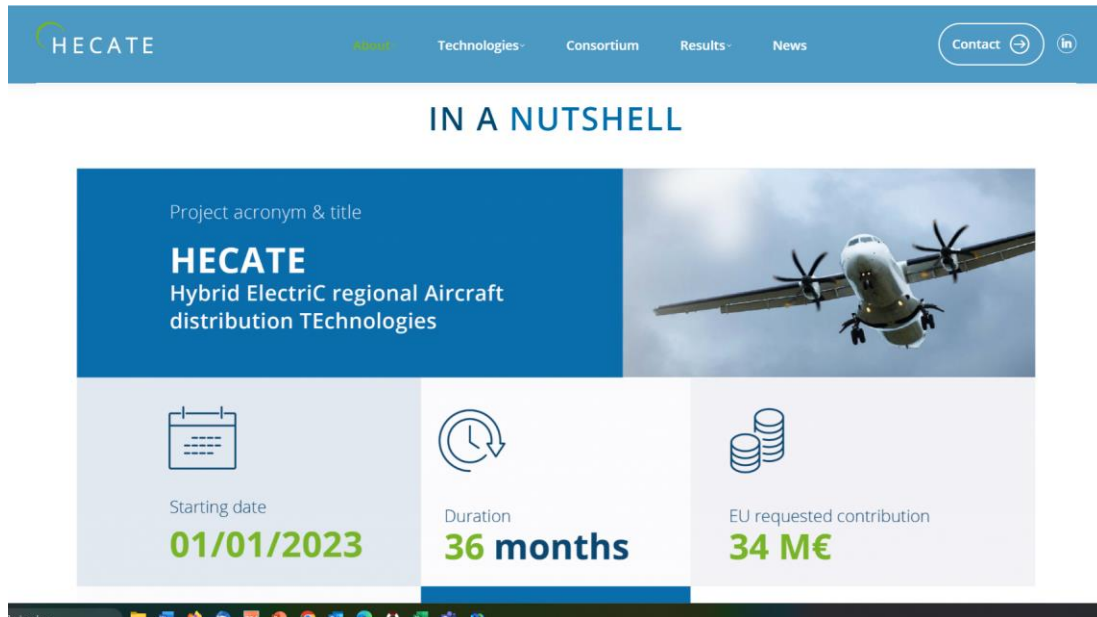 HECATE
About
Technologies
Consortium
Results
News
Contact
in
IN A NUTSHELL
Project acronym & title
HECATE
Hybrid ElectriC regional Aircraft
distribution TEchnologies
Starting date
01/01/2023
Duration
36 months
EU requested contribution
34 M€